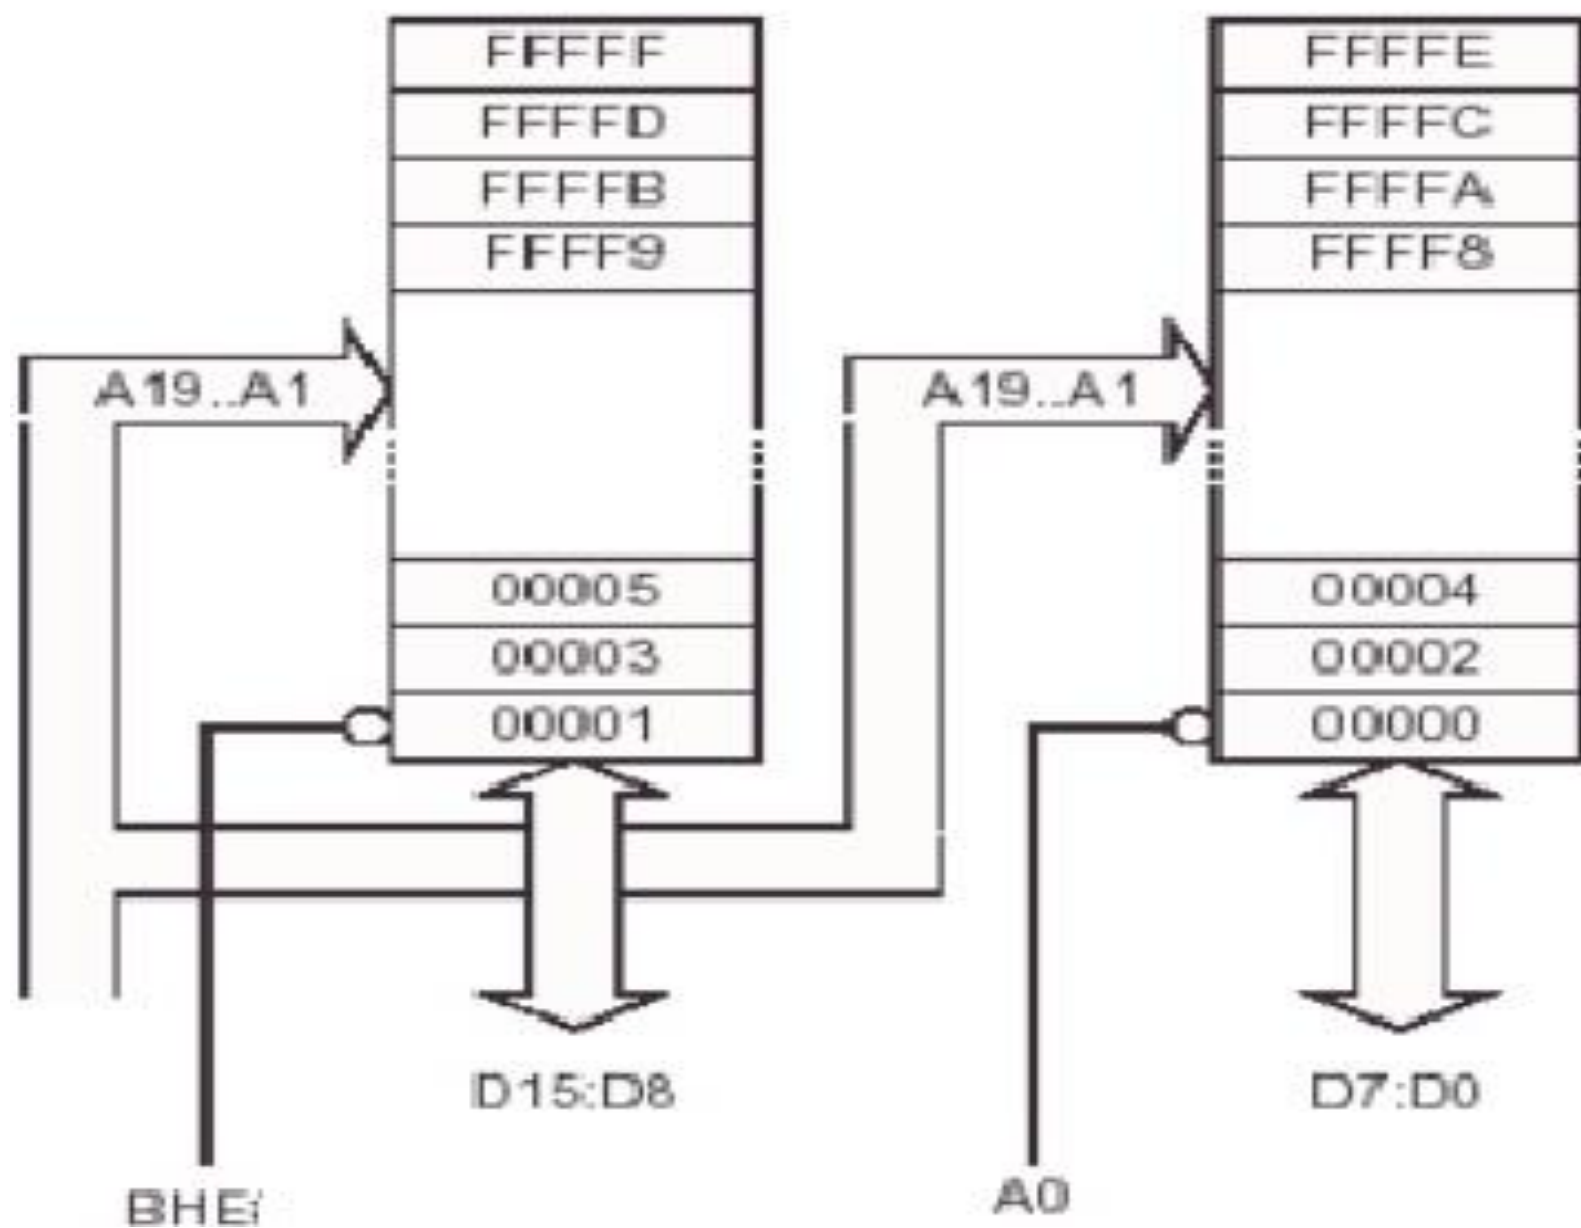 FFFFF
FFFFD
FFFFB
FFFF9
A19..A1
00005
00003
00001
D15:D8
BHE/
FFFFE
FFFFC
FFFFA
FFFF8
A19..A1
00004
00002
00000
D7:D0
A0